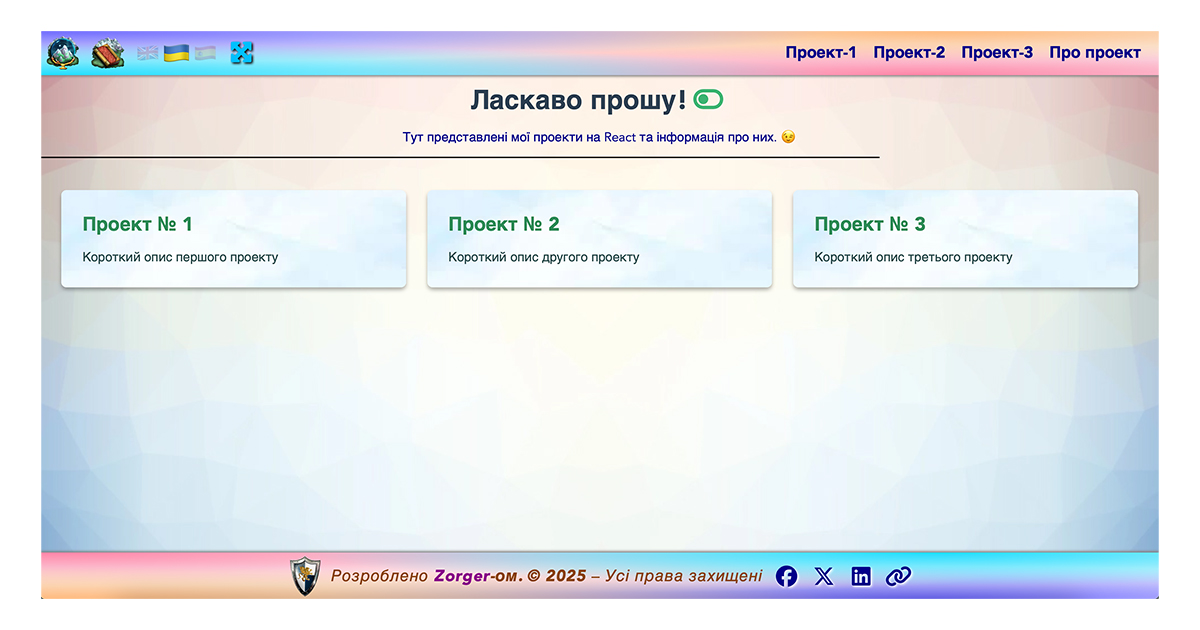 Проект-1 Проект-2 Проект-3 Про проект
Ласкаво прошу!
Тут представлені мої проекти на React та інформація про них. 😉
Проект № 1
Короткий опис першого проекту
Проект № 2
Короткий опис другого проекту
Проект № 3
Короткий опис третього проекту
Розроблено Zorger-ом. © 2025 – Усі права захищені